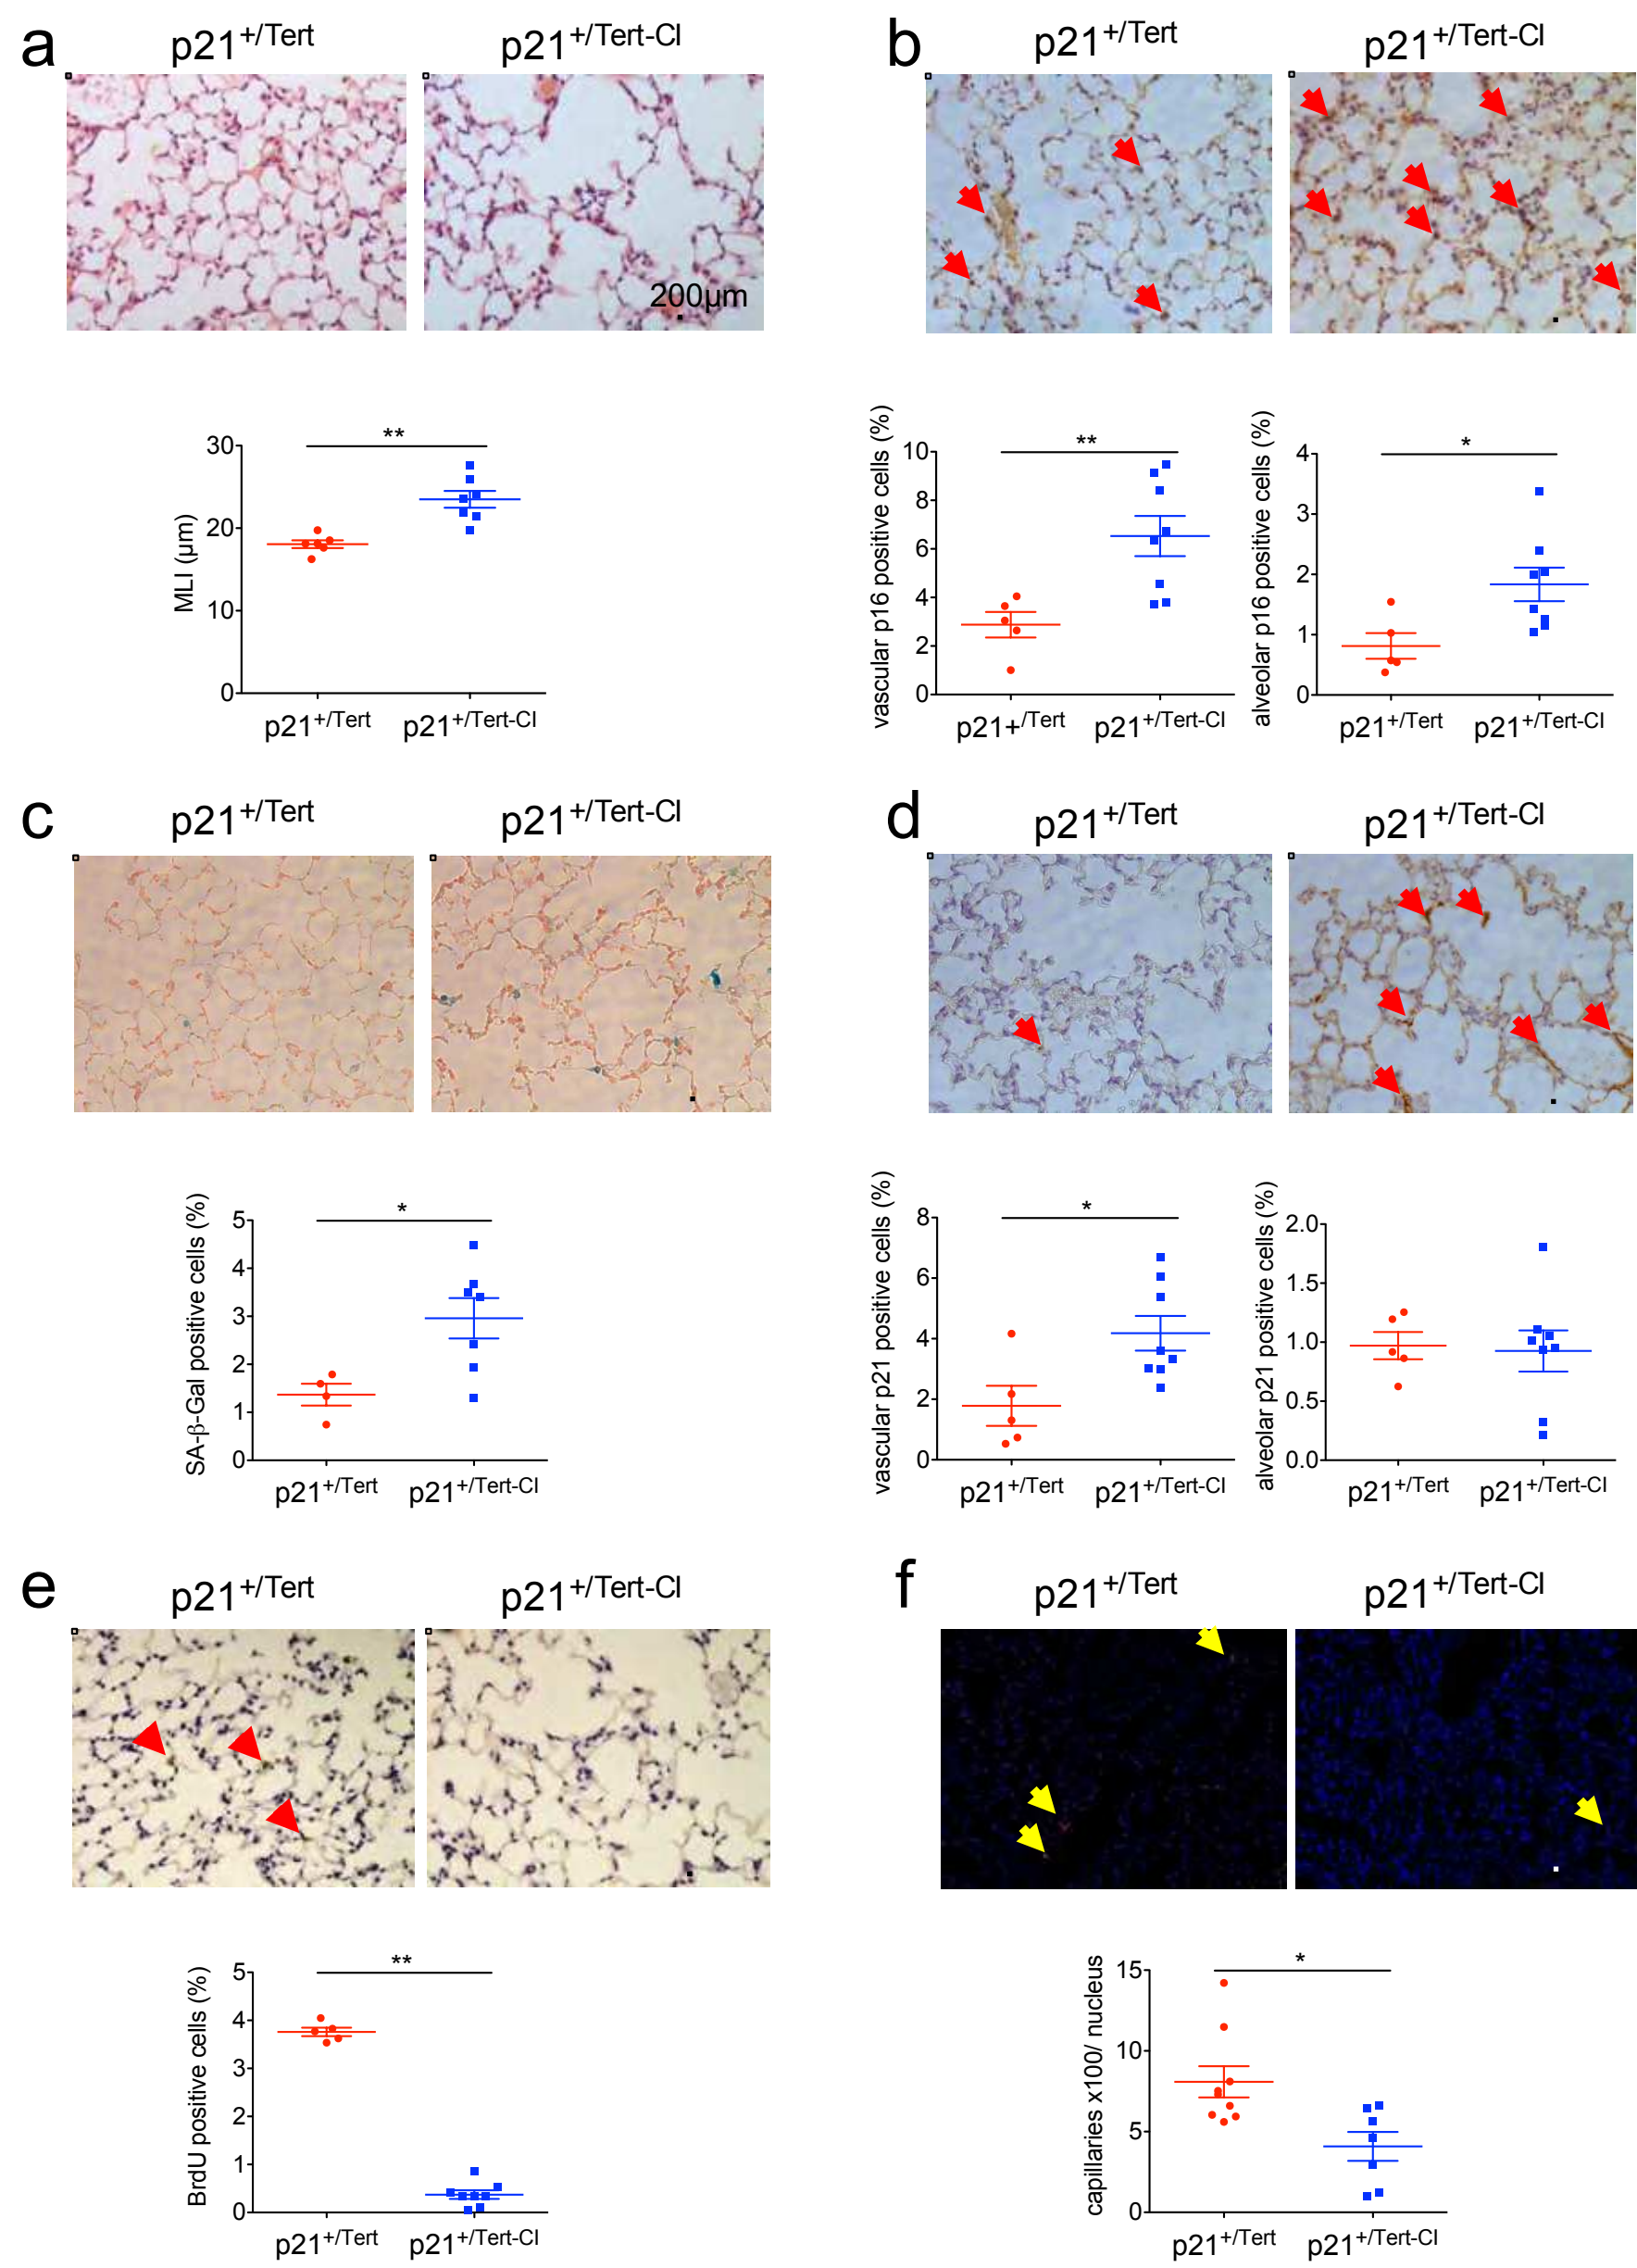 a
p21+/Tert
p21+/Tert-CI
200µm
MLI (µm)
30
20
10
0
**
p21+/Tert
p21+/Tert-CI
b
p21+/Tert
p21+/Tert-CI
vascular p16 positive cells (%)
10
8
6
4
2
0
**
p21+/Tert
p21+/Tert-CI
alveolar p16 positive cells (%)
4
3
2
1
0
*
p21+/Tert
p21+/Tert-CI
c
p21+/Tert
p21+/Tert-CI
SA-β-Gal positive cells (%)
5
4
3
2
1
0
*
p21+/Tert
p21+/Tert-CI
d
p21+/Tert
p21+/Tert-CI
vascular p21 positive cells (%)
8
6
4
2
0
*
p21+/Tert
p21+/Tert-CI
alveolar p21 positive cells (%)
2.0
1.5
1.0
0.5
0.0
p21+/Tert
p21+/Tert-CI
e
p21+/Tert
p21+/Tert-CI
BrdU positive cells (%)
5
4
3
2
1
0
**
p21+/Tert
p21+/Tert-CI
f
p21+/Tert
p21+/Tert-CI
capillaries x100/ nucleus
15
10
5
0
*
p21+/Tert
p21+/Tert-CI